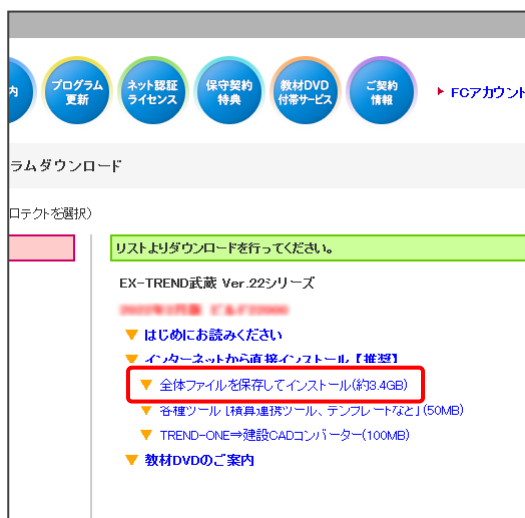 内
プログラム
更新
ネット認証
ライセンス
保守契約
特典
教材DVD
付帯サービス
ご契約
情報
FCアカウント
ラムダウンロード
ロテクトを選択)
リストよりダウンロードを行ってください。
EX-TREND武蔵 Ver.22シリーズ
はじめにお読みください
インターネットから直接インストール【推奨】
全体ファイルを保存してインストール(約3.4GB)
各種ツール [積算連携ツール、テンプレートなど] (50MB)
TREND-ONE⇒建設CADコンバーター(100MB)
教材DVDのご案内